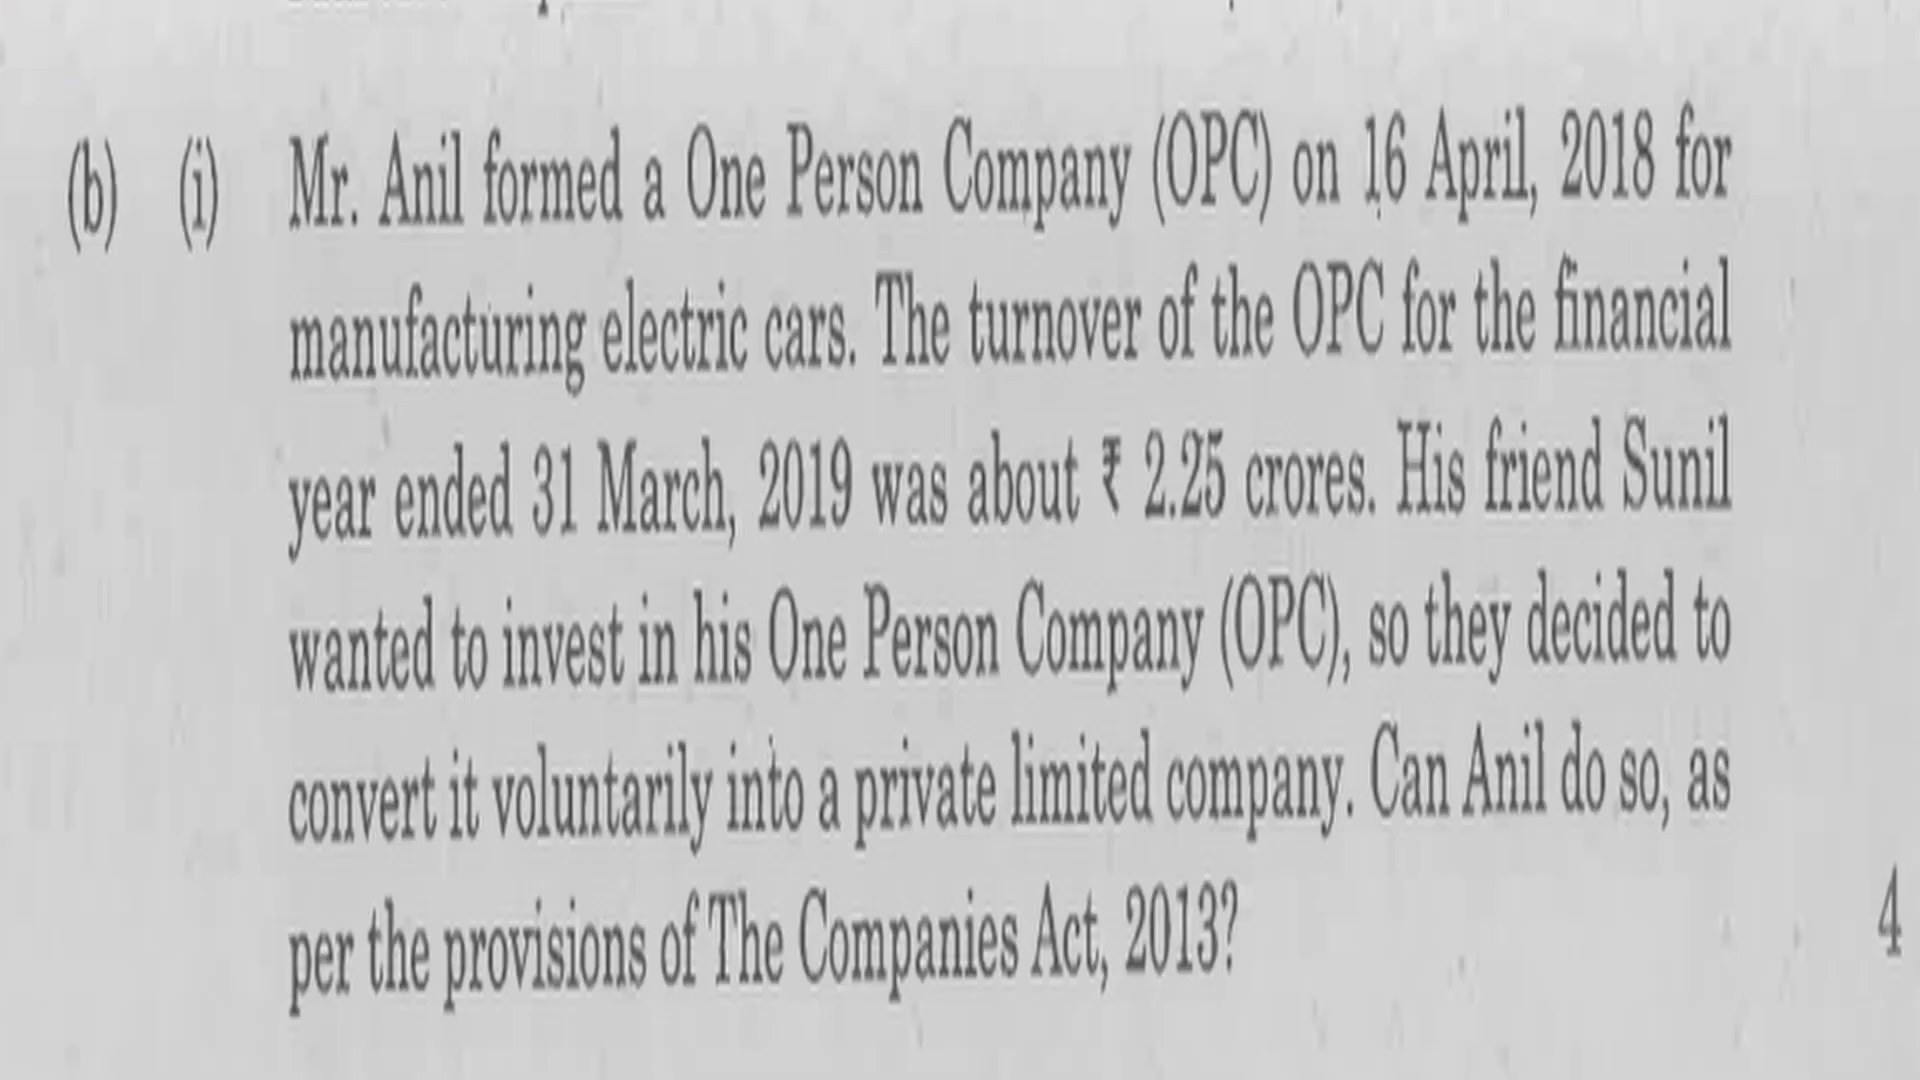 (b) (i) Mr. Anil formed a One Person Company (OPC) on 16 April, 2018 for
manufacturing electric cars. The turnover of the OPC for the financial
year ended 31 March, 2019 was about ₹ 2.25 crores. His friend Sunil
wanted to invest in his One Person Company (OPC), so they decided to
convert it voluntarily into a private limited company. Can Anil do so, as
per the provisions of The Companies Act, 2013?
4